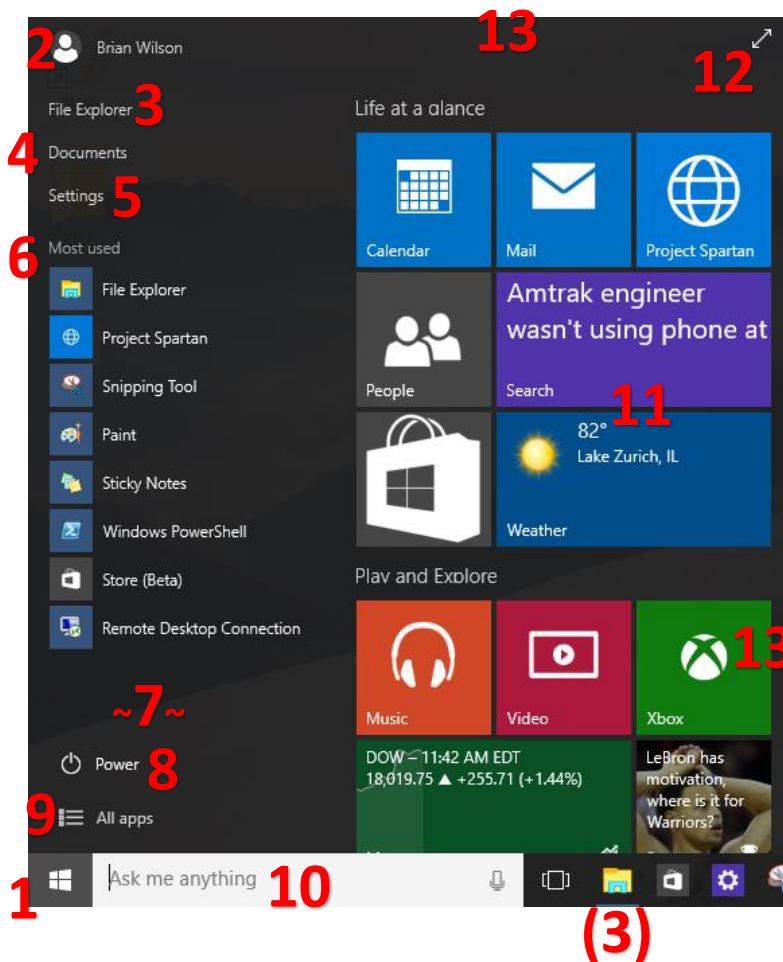 13
2 Brian Wilson
12
File Explorer 3
Life at a glance
4 Documents
Settings 5
6 Most used
Calendar
Mail
Project Spartan
File Explorer
Project Spartan
Snipping Tool
Paint
Sticky Notes
Windows PowerShell
Store (Beta)
Remote Desktop Connection
Amtrak engineer
wasn't using phone at
People
Search
11
82°
Lake Zurich, IL
Weather
Play and Explore
13
Music
Video
Xbox
~7~
Power 8
9 All apps
DOW – 11:42 AM EDT
18,019.75 ▲ +255.71 (+1.44%)
LeBron has
motivation,
where is it for
Warriors?
1
Ask me anything 10
(3)